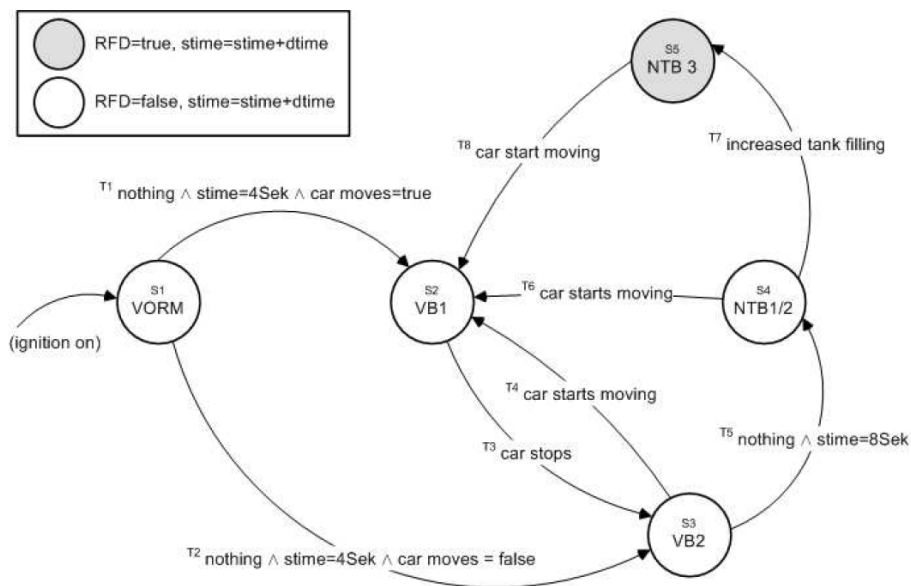 RFD=true, stime=stime+dtime
RFD=false, stime=stime+dtime
S5
NTB 3
T7 increased tank filling
T8 car start moving
T1 nothing ∧ stime=4Sek ∧ car moves=true
S1
VORM
S2
VB1
T6 car starts moving
S4
NTB1/2
(ignition on)
T4 car starts moving
T3 car stops
T5 nothing ∧ stime=8Sek
S3
VB2
T2 nothing ∧ stime=4Sek ∧ car moves = false